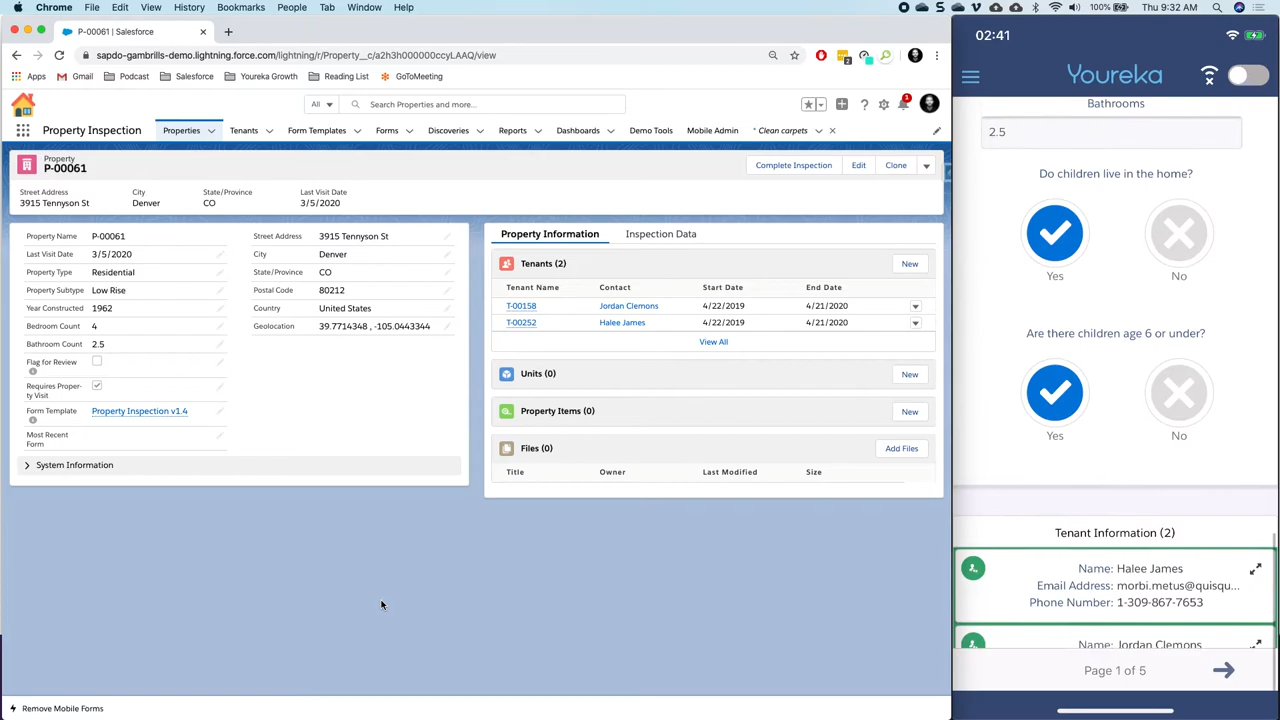 Chrome File Edit View History Bookmarks People Tab Window Help 100% Thu 9:32 AM
P-00061 | Salesforce
sapdo-gambrills-demo.lightning.force.com/lightning/r/Property__c/a2h3h000000ccyLAAQ/view
Apps Gmail Podcast Salesforce Youreka Growth Reading List GoToMeeting
All Search Properties and more...
Property Inspection Properties Tenants Form Templates Forms Discoveries Reports Dashboards Demo Tools Mobile Admin * Clean carpets
Property
P-00061
Complete Inspection Edit Clone
Street Address City State/Province Last Visit Date
3915 Tennyson St Denver CO 3/5/2020
Property Name P-00061
Last Visit Date 3/5/2020
Property Type Residential
Property Subtype Low Rise
Year Constructed 1962
Bedroom Count 4
Bathroom Count 2.5
Flag for Review
Requires Proper-
ty Visit
Form Template Property Inspection v1.4
Most Recent
Form
System Information
Street Address 3915 Tennyson St
City Denver
State/Province CO
Postal Code 80212
Country United States
Geolocation 39.7714348 , -105.0443344
Property Information Inspection Data
Tenants (2) New
Tenant Name Contact Start Date End Date
T-00158 Jordan Clemons 4/22/2019 4/21/2020
T-00252 Halee James 4/22/2019 4/21/2020
View All
Units (0) New
Property Items (0) New
Files (0) Add Files
Title Owner Last Modified Size
Remove Mobile Forms
02:41
Youreka
Bathrooms
2.5
Do children live in the home?
Yes No
Are there children age 6 or under?
Yes No
Tenant Information (2)
Name: Halee James
Email Address: morbi.metus@quisqu...
Phone Number: 1-309-867-7653
Name: Jordan Clemons
Page 1 of 5